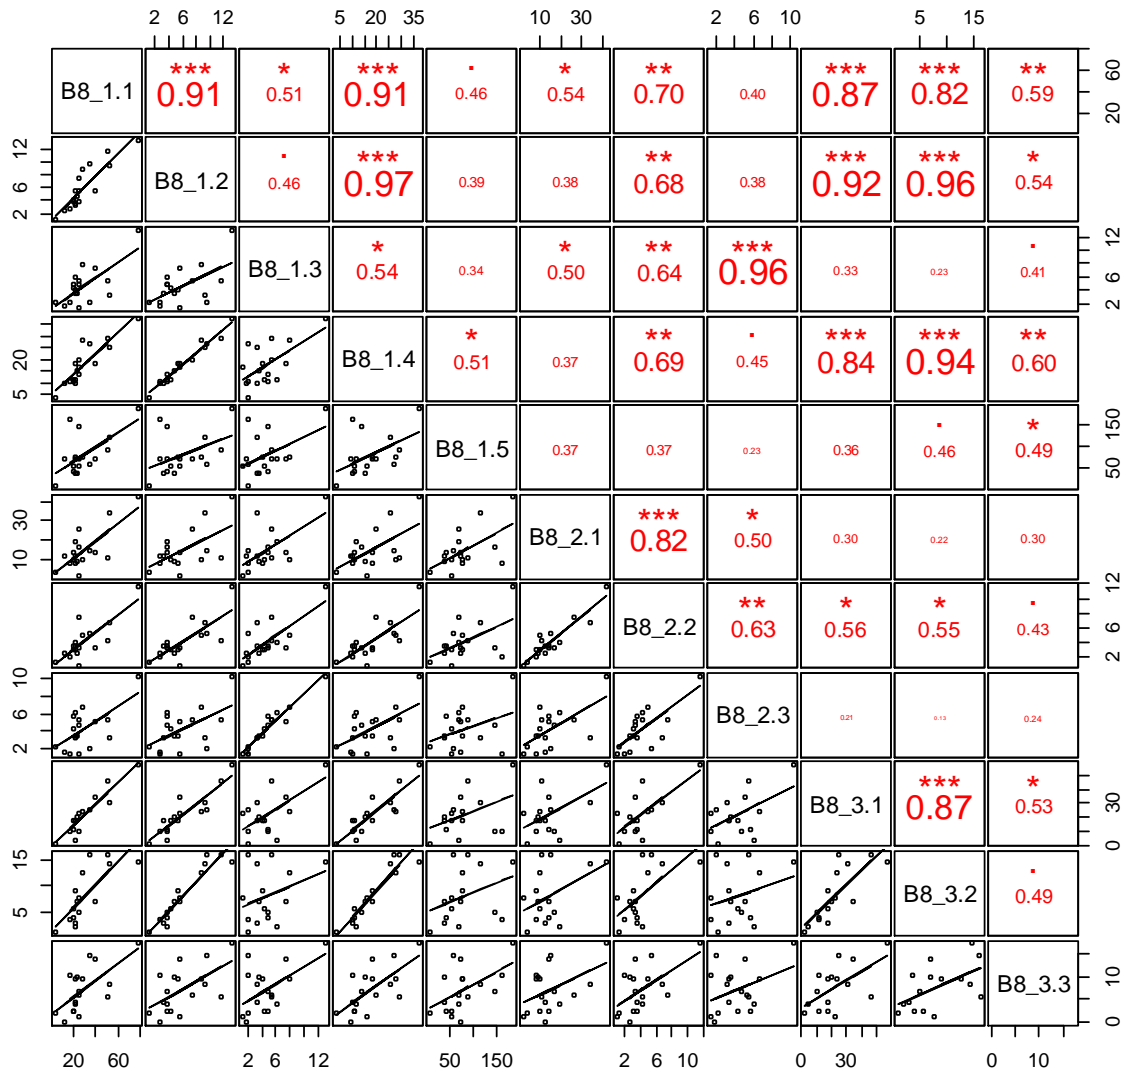 2 6 12 5 20 35 10 30 2 6 10 5 15
B8_1.1 *** 0.91 * 0.51 *** 0.91 . 0.46 * 0.54 ** 0.70 0.40 *** 0.87 *** 0.82 ** 0.59 20 60
2 6 12 B8_1.2 . 0.46 *** 0.97 0.39 0.38 ** 0.68 0.38 *** 0.92 *** 0.96 * 0.54
B8_1.3 * 0.54 0.34 * 0.50 ** 0.64 *** 0.96 0.33 0.23 . 0.41 2 6 12
5 20 B8_1.4 * 0.51 0.37 ** 0.69 . 0.45 *** 0.84 *** 0.94 ** 0.60
B8_1.5 0.37 0.37 0.23 0.36 . 0.46 * 0.49 50 150
10 30 B8_2.1 *** 0.82 * 0.50 0.30 0.22 0.30
B8_2.2 ** 0.63 * 0.56 * 0.55 . 0.43 2 6 12
2 6 10 B8_2.3 0.21 0.13 0.24
B8_3.1 *** 0.87 * 0.53 0 30
5 15 B8_3.2 . 0.49
B8_3.3 0 10
20 60 2 6 12 50 150 2 6 10 0 30 0 10